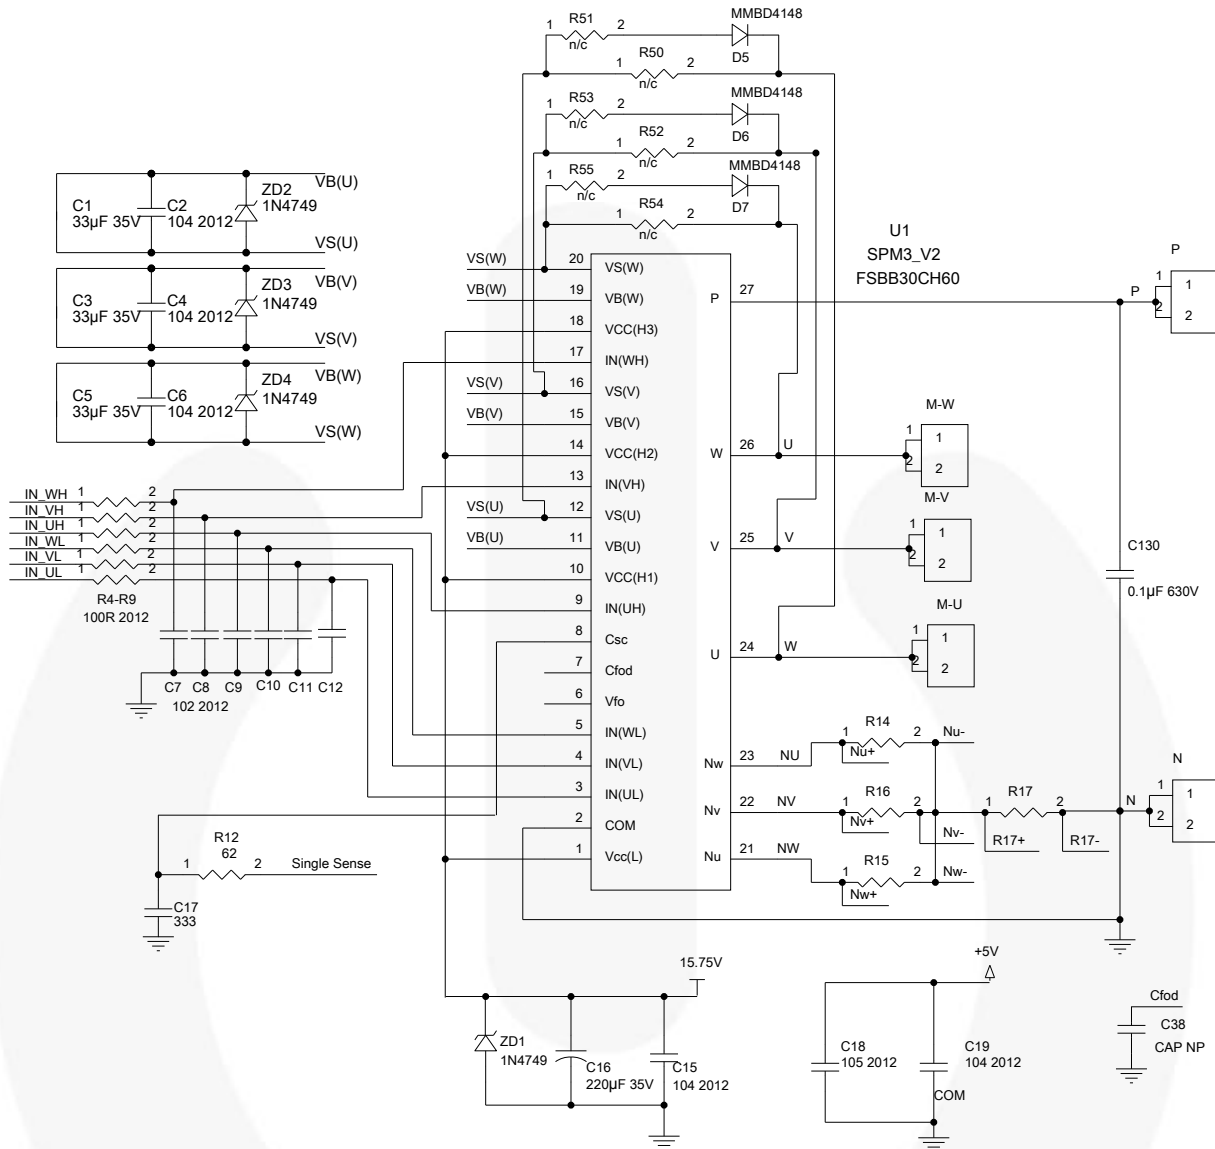 R51
1 2
n/c
MMBD4148
D5
R50
1 2
n/c
R53
1 2
n/c
MMBD4148
D6
R52
1 2
n/c
R55
1 2
n/c
MMBD4148
D7
R54
1 2
n/c
VB(U)
C1
33µF 35V
C2
104 2012
ZD2
1N4749
VS(U)
VB(V)
C3
33µF 35V
C4
104 2012
ZD3
1N4749
VS(V)
VB(W)
C5
33µF 35V
C6
104 2012
ZD4
1N4749
VS(W)
U1
SPM3_V2
FSBB30CH60
VS(W) 20 VS(W)
VB(W) 19 VB(W)
18 VCC(H3)
17 IN(WH)
VS(V) 16 VS(V)
VB(V) 15 VB(V)
14 VCC(H2)
13 IN(VH)
VS(U) 12 VS(U)
VB(U) 11 VB(U)
10 VCC(H1)
9 IN(UH)
8 Csc
7 Cfod
6 Vfo
5 IN(WL)
4 IN(VL)
3 IN(UL)
2 COM
1 Vcc(L)
P 27
W 26 U
V 25 V
U 24 W
Nw 23 NU
Nv 22 NV
Nu 21 NW
P
P 1 1
2 2
M-W
1 1
2 2
M-V
1 1
2 2
M-U
1 1
2 2
C130
0.1µF 630V
IN_WH 1 2
IN_VH 1 2
IN_UH 1 2
IN_WL 1 2
IN_VL 1 2
IN_UL 1 2
R4-R9
100R 2012
C7 C8 C9 C10 C11 C12
102 2012
R14
1 2 Nu-
Nu+
R16
1 2
Nv+ Nv-
R15
1 2 Nw-
Nw+
R17
1 2
R17+ R17-
N
N 1 1
2 2
R12
62
1 2 Single Sense
C17
333
15.75V
ZD1
1N4749
C16
220µF 35V
C15
104 2012
+5V
C18
105 2012
C19
104 2012
COM
Cfod
C38
CAP NP